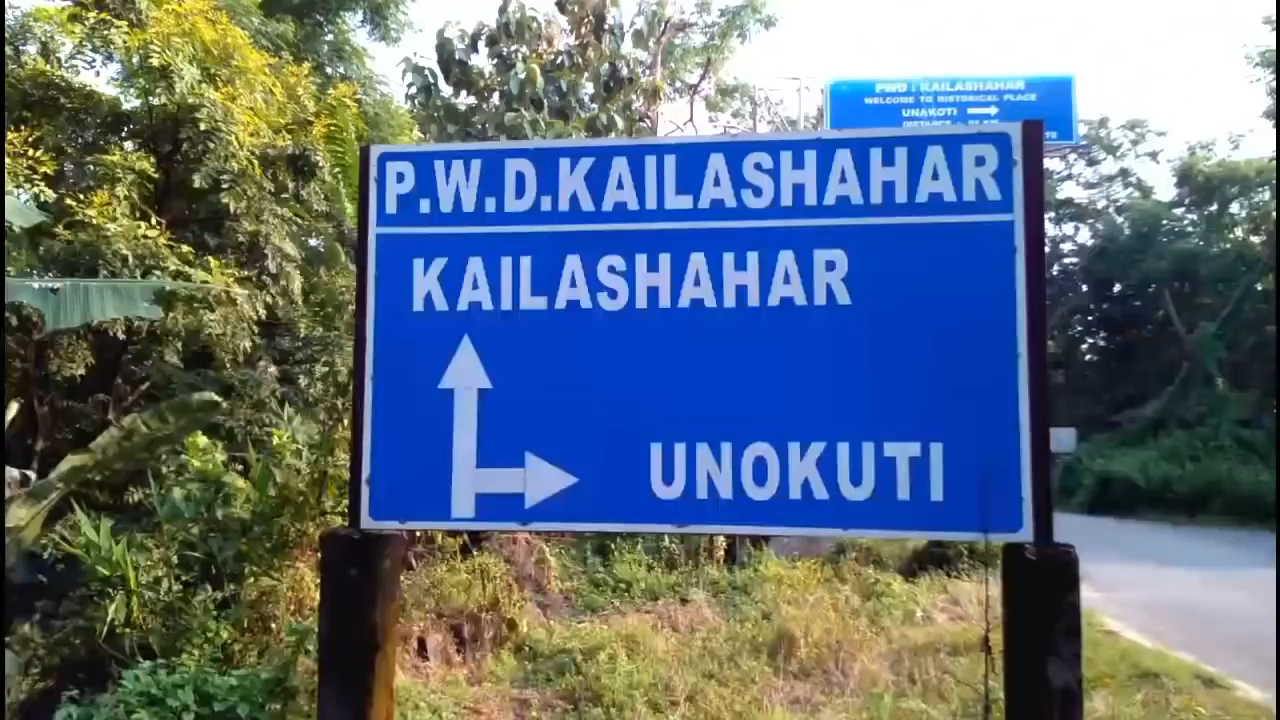 PWD : KAILASHAHAR
WELCOME TO HISTORICAL PLACE
UNAKOTI
P.W.D.KAILASHAHAR
KAILASHAHAR
UNOKUTI